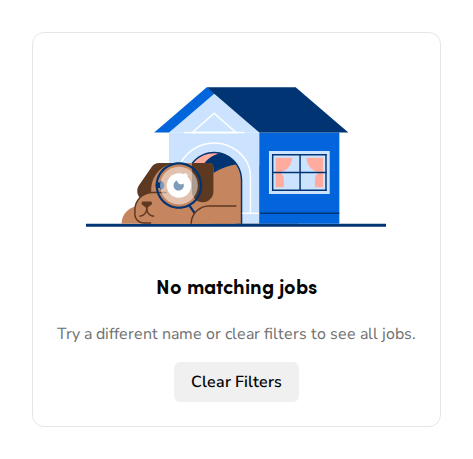 No matching jobs
Try a different name or clear filters to see all jobs.
Clear Filters